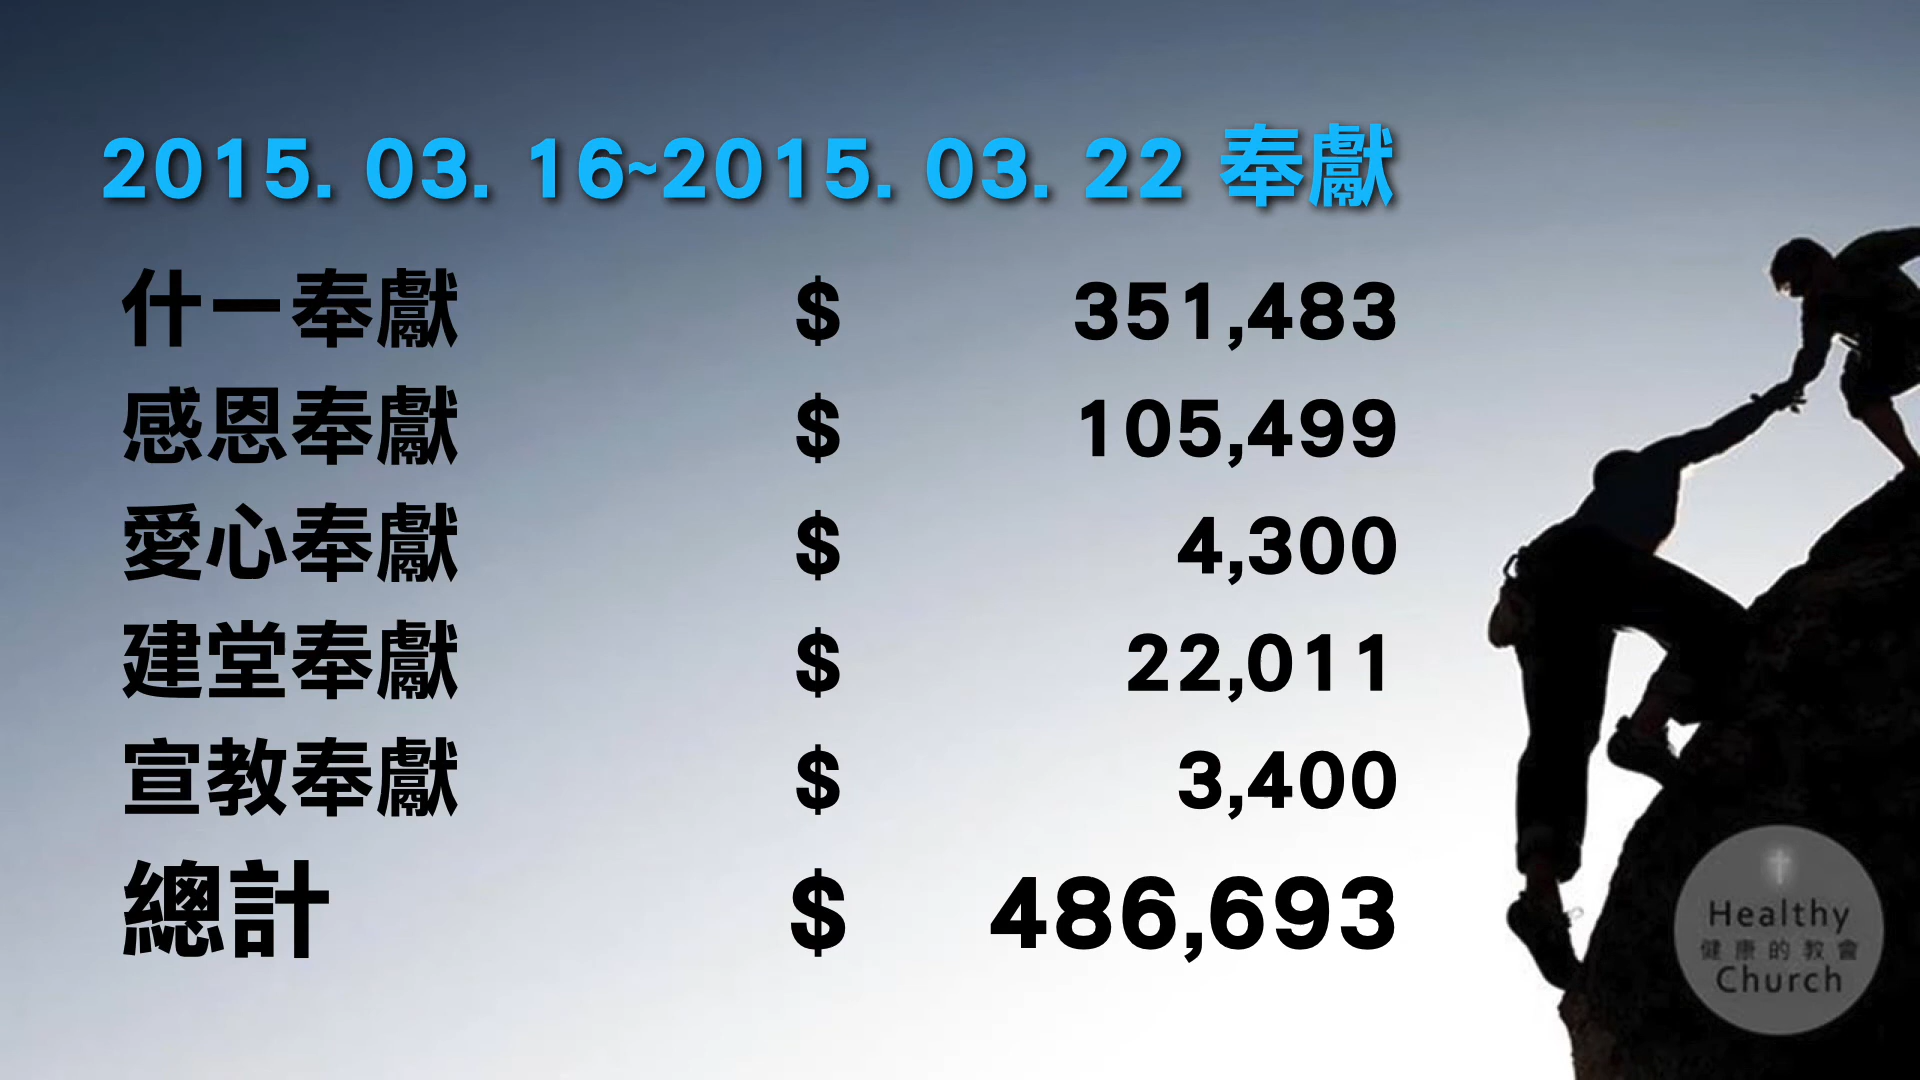 2015. 03. 16~2015. 03. 22 奉獻
什一奉獻 $ 351,483
感恩奉獻 $ 105,499
愛心奉獻 $ 4,300
建堂奉獻 $ 22,011
宣教奉獻 $ 3,400
總計 $ 486,693
Healthy
健康的教會
Church